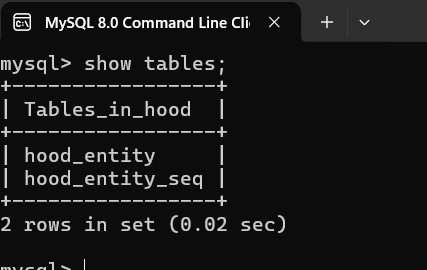 MySQL 8.0 Command Line Cli
mysql> show tables;
+----------------+
| Tables_in_hood |
+----------------+
| hood_entity |
| hood_entity_seq |
+----------------+
2 rows in set (0.02 sec)
mysql>